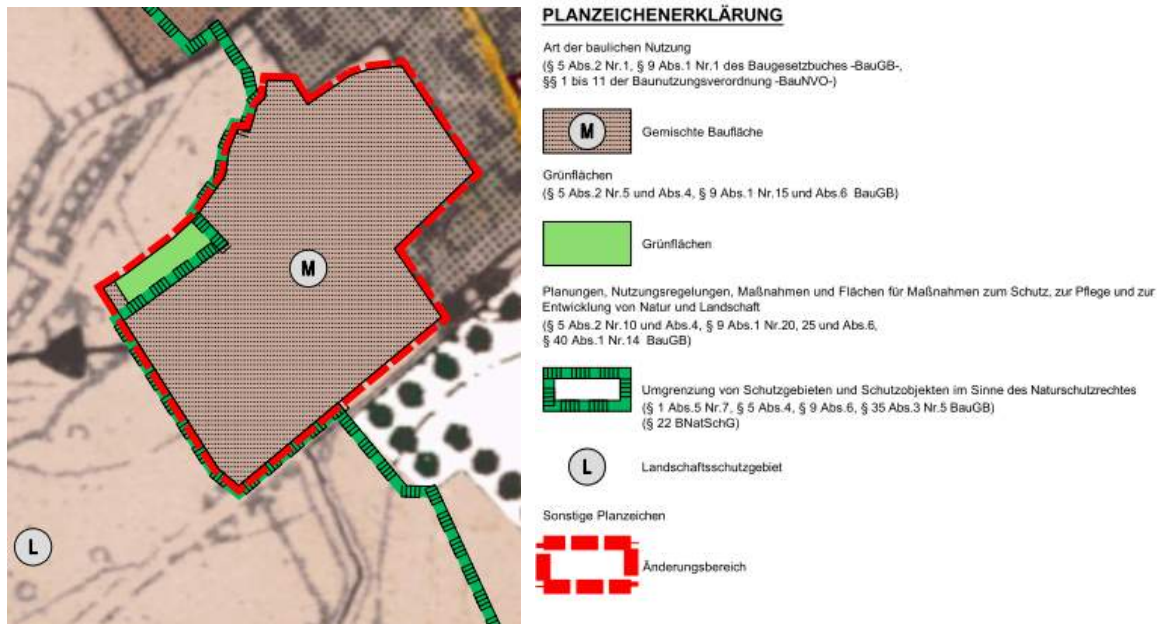 M
L
PLANZEICHENERKLÄRUNG
Art der baulichen Nutzung
(§ 5 Abs.2 Nr.1, § 9 Abs.1 Nr.1 des Baugesetzbuches -BauGB-,
§§ 1 bis 11 der Baunutzungsverordnung -BauNVO-)
M Gemischte Baufläche
Grünflächen
(§ 5 Abs.2 Nr.5 und Abs.4, § 9 Abs.1 Nr.15 und Abs.6 BauGB)
Grünflächen
Planungen, Nutzungsregelungen, Maßnahmen und Flächen für Maßnahmen zum Schutz, zur Pflege und zur
Entwicklung von Natur und Landschaft
(§ 5 Abs.2 Nr.10 und Abs.4, § 9 Abs.1 Nr.20, 25 und Abs.6,
§ 40 Abs.1 Nr.14 BauGB)
Umgrenzung von Schutzgebieten und Schutzobjekten im Sinne des Naturschutzrechtes
(§ 1 Abs.5 Nr.7, § 5 Abs.4, § 9 Abs.6, § 35 Abs.3 Nr.5 BauGB)
(§ 22 BNatSchG)
L Landschaftsschutzgebiet
Sonstige Planzeichen
Änderungsbereich